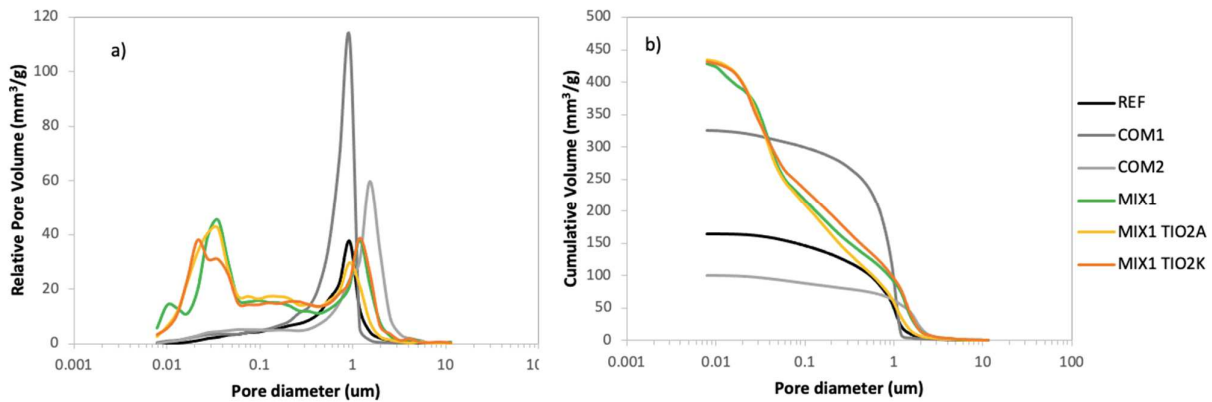 a)
Relative Pore Volume (mm³/g)
120
100
80
60
40
20
0
0.001
0.01
0.1
1
10
Pore diameter (um)
b)
Cumulative Volume (mm³/g)
500
450
400
350
300
250
200
150
100
50
0
0.001
0.01
0.1
1
10
100
Pore diameter (um)
REF
COM1
COM2
MIX1
MIX1 TIO2A
MIX1 TIO2K